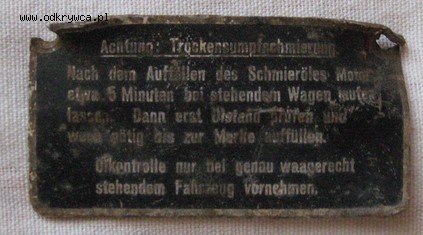 www.odkrywca.pl
Achtung: Trockensumpfschmierung
Nach dem Auffüllen des Schmieröles Motor
etwa 5 Minuten bei stehendem Wagen laufen
lassen. Dann erst Ölstand prüfen und
wenn nötig bis zur Marke auffüllen.
Ölkontrolle nur bei genau waagerecht
stehendem Fahrzeug vornehmen.